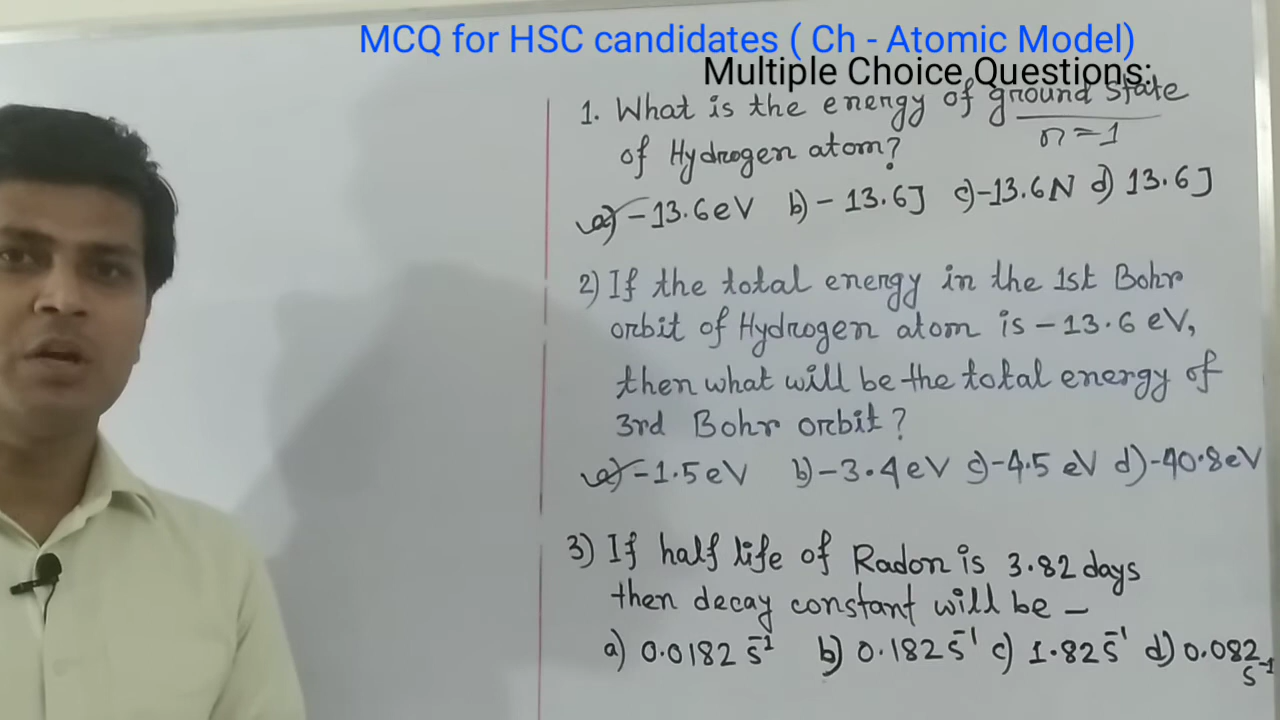 MCQ for HSC candidates ( Ch - Atomic Model)
Multiple Choice Questions:
1. What is the energy of ground state
n=1
of Hydrogen atom?
a) -13.6eV b) - 13.6J c) -13.6N d) 13.6J
2) If the total energy in the 1st Bohr
orbit of Hydrogen atom is -13.6 eV,
then what will be the total energy of
3rd Bohr orbit?
a) -1.5eV b) -3.4eV c) -4.5 eV d) -40.8eV
3) If half life of Radon is 3.82 days
then decay constant will be -
a) 0.0182 s⁻¹ b) 0.182 s⁻¹ c) 1.82 s⁻¹ d) 0.082
s⁻¹